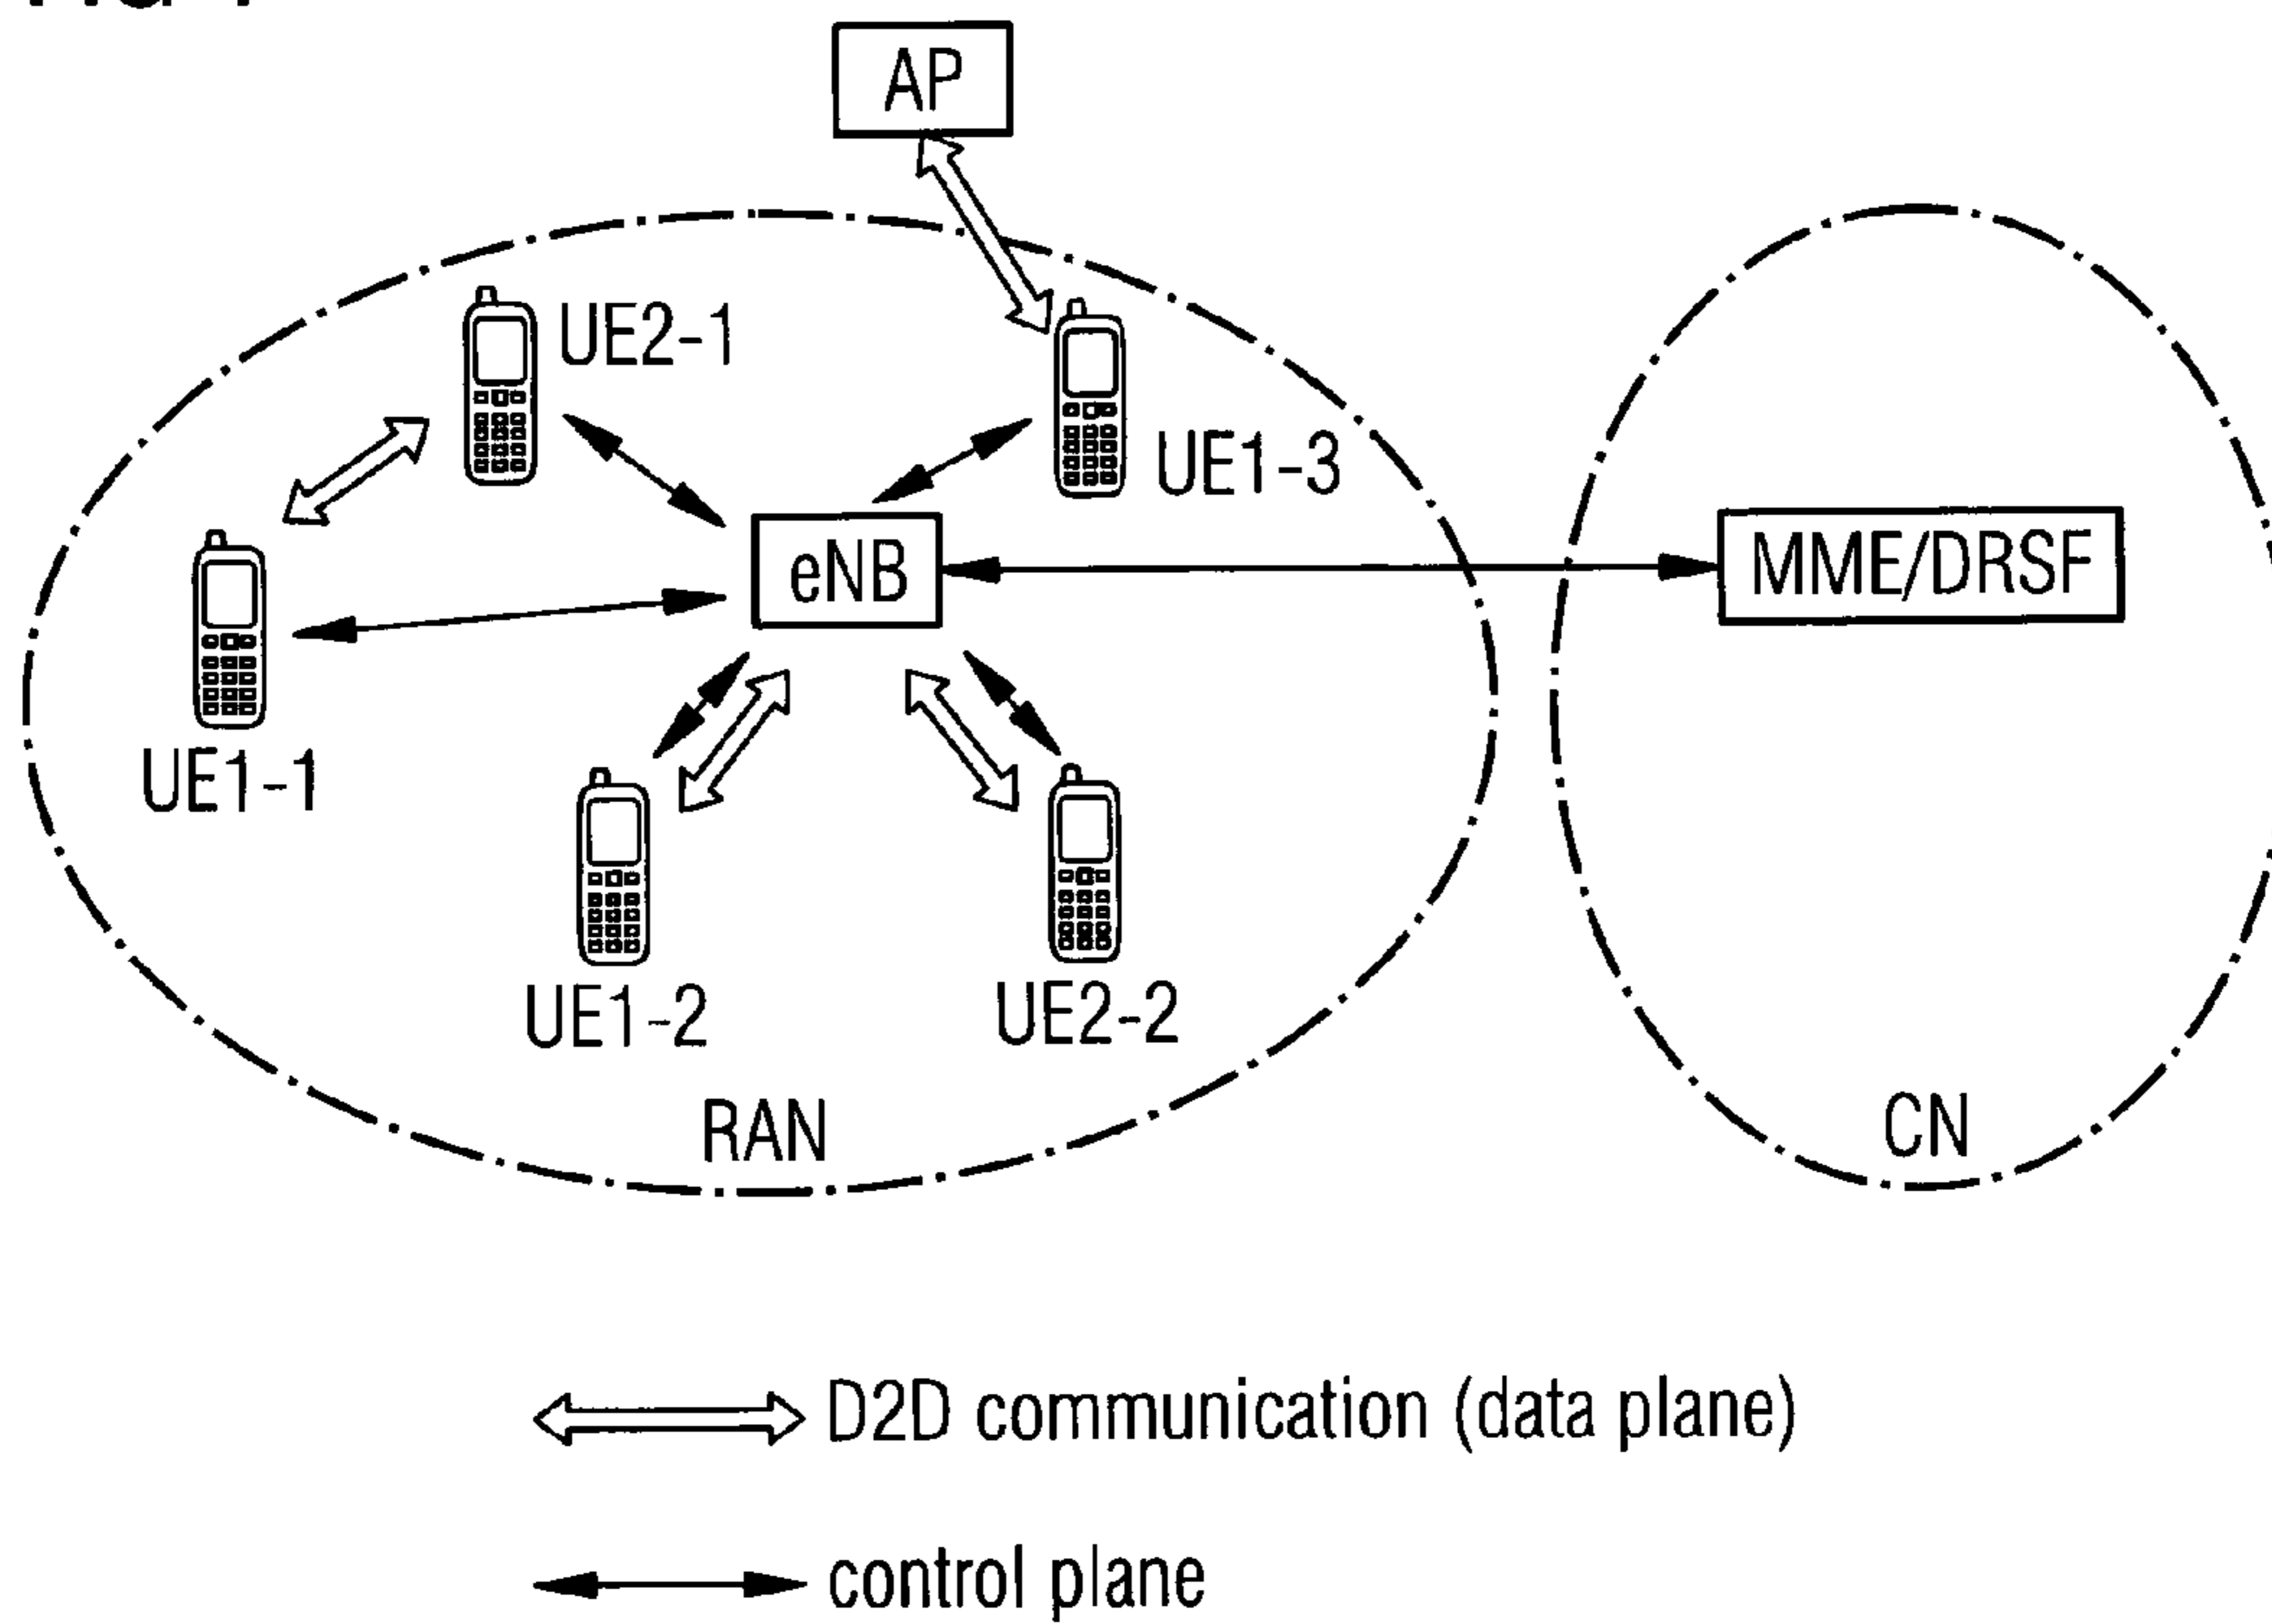 AP
UE2-1
UE1-3
eNB
MME/DRSF
UE1-1
UE1-2
UE2-2
RAN
CN
D2D communication (data plane)
control plane